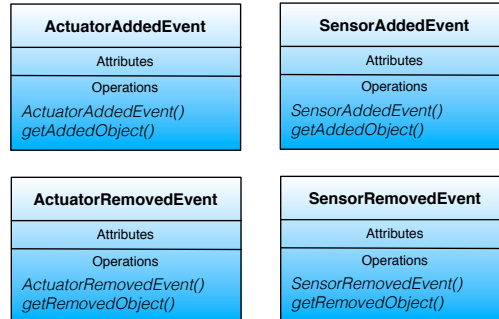 ActuatorAddedEvent
Attributes
Operations
ActuatorAddedEvent()
getAddedObject()
SensorAddedEvent
Attributes
Operations
SensorAddedEvent()
getAddedObject()
ActuatorRemovedEvent
Attributes
Operations
ActuatorRemovedEvent()
getRemovedObject()
SensorRemovedEvent
Attributes
Operations
SensorRemovedEvent()
getRemovedObject()